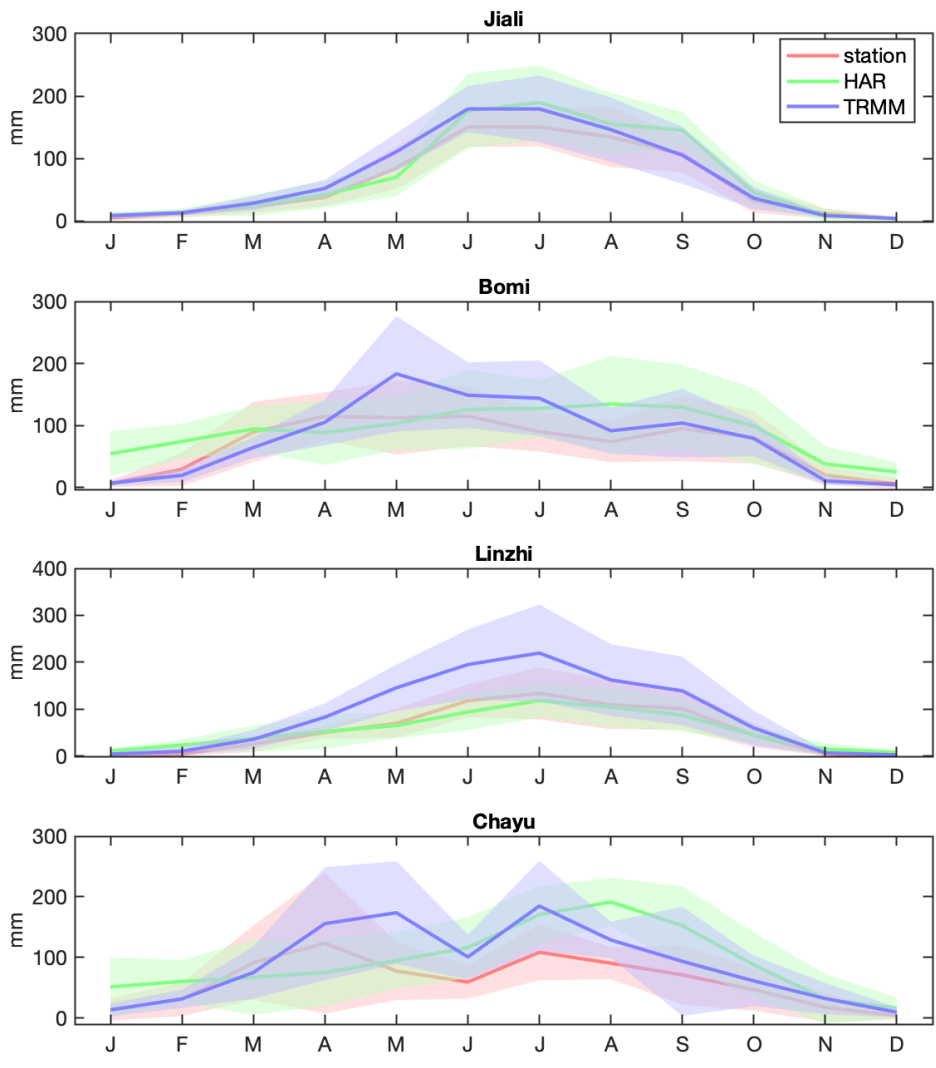 Jiali
300
200
100
0
mm
station
HAR
TRMM
J F M A M J J A S O N D
Bomi
300
200
100
0
mm
J F M A M J J A S O N D
Linzhi
400
300
200
100
0
mm
J F M A M J J A S O N D
Chayu
300
200
100
0
mm
J F M A M J J A S O N D